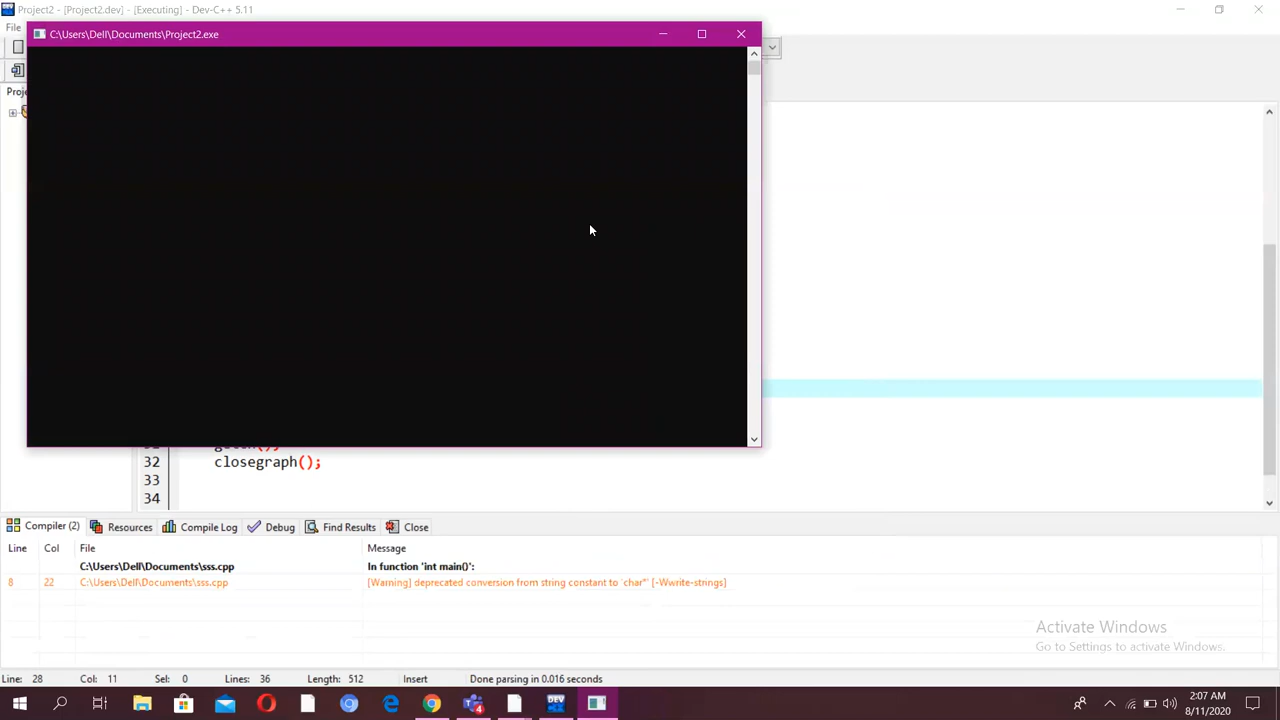 Project2 - [Project2.dev] - [Executing] - Dev-C++ 5.11
File
C:\Users\Dell\Documents\Project2.exe
Proje
32 closegraph();
33
34
Compiler (2) Resources Compile Log Debug Find Results Close
Line Col File Message
C:\Users\Dell\Documents\sss.cpp In function 'int main()':
8 22 C:\Users\Dell\Documents\sss.cpp [Warning] deprecated conversion from string constant to 'char*' [-Wwrite-strings]
Activate Windows
Go to Settings to activate Windows.
Line: 28 Col: 11 Sel: 0 Lines: 36 Length: 512 Insert Done parsing in 0.016 seconds
DEV
4
2:07 AM
8/11/2020